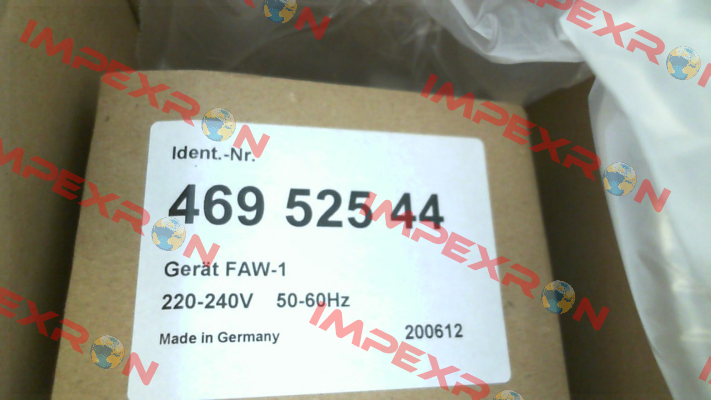 Ident.-Nr.
469 525 44
Gerät FAW-1
220-240V 50-60Hz
Made in Germany 200612
IMPEXRON
IMPEXRON
IMPEXRON
IMPEXRON
IMPEXRON
IMPEXRON